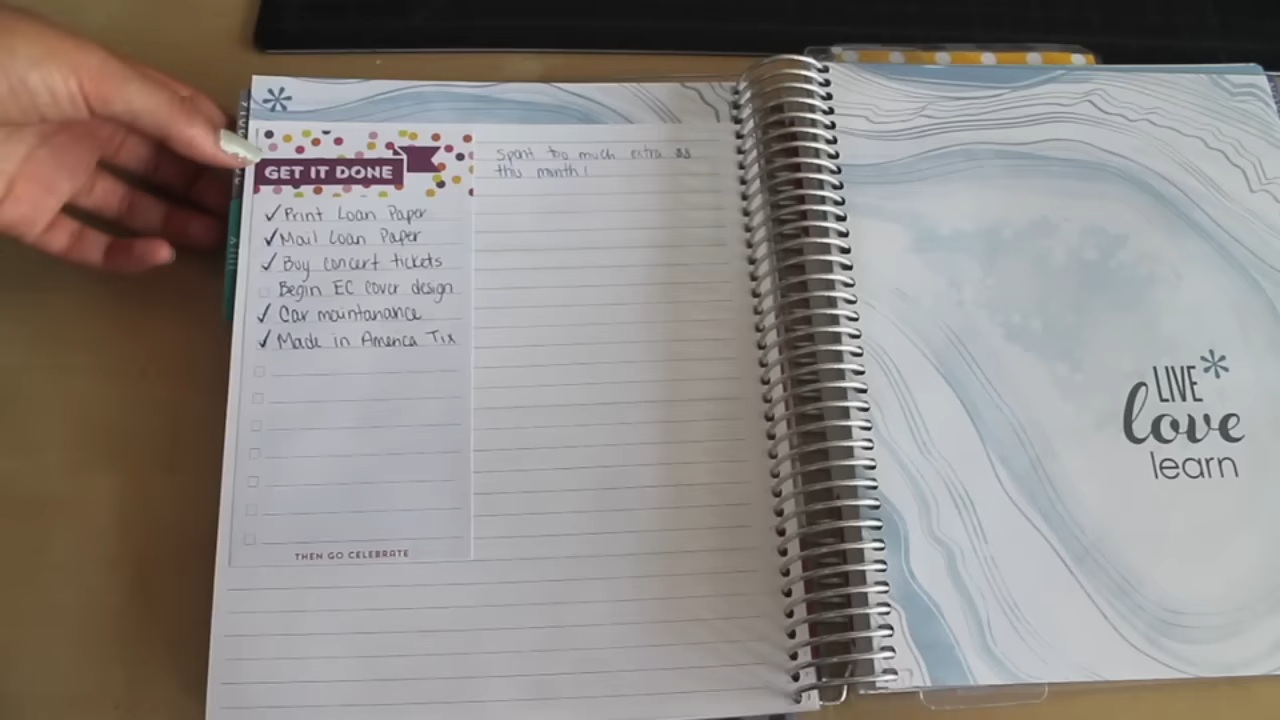 GET IT DONE
Print Loan Paper
Mail Loan Paper
Buy concert tickets
Begin EC cover design
Car maintanance
Made in America Tix
THEN GO CELEBRATE
Spent too much extra $$
this month!
LIVE
love
learn